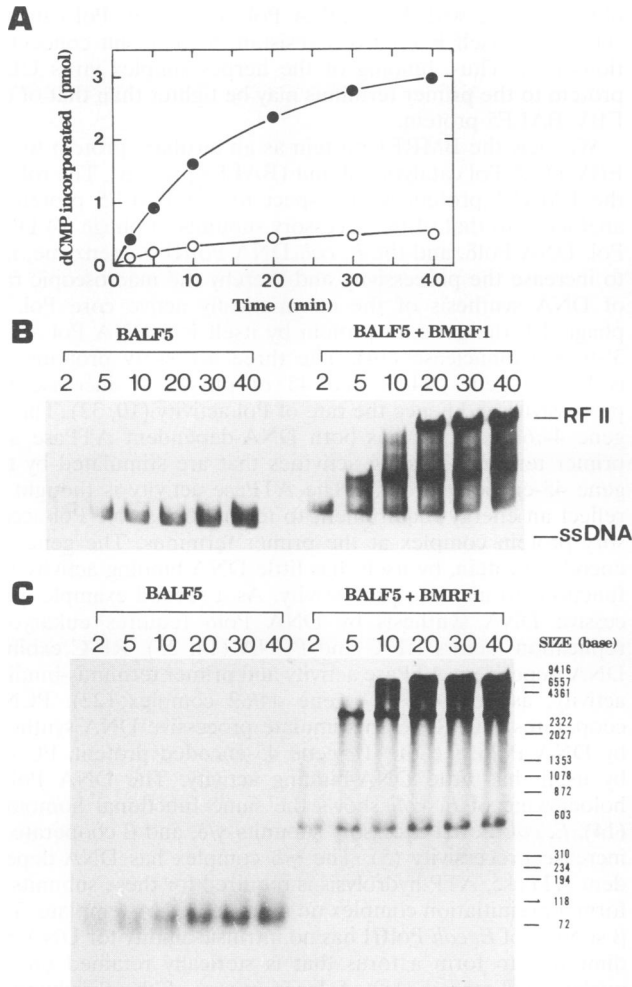 A
dCMP incorporated (pmol)
3
2
1
0
0 10 20 30 40
Time (min)
B
BALF5 BALF5 + BMRF1
2 5 10 20 30 40 2 5 10 20 30 40
RF II
ssDNA
C
BALF5 BALF5 + BMRF1
2 5 10 20 30 40 2 5 10 20 30 40
SIZE (base)
9416
6557
4361
2322
2027
1353
1078
872
603
310
234
194
118
72